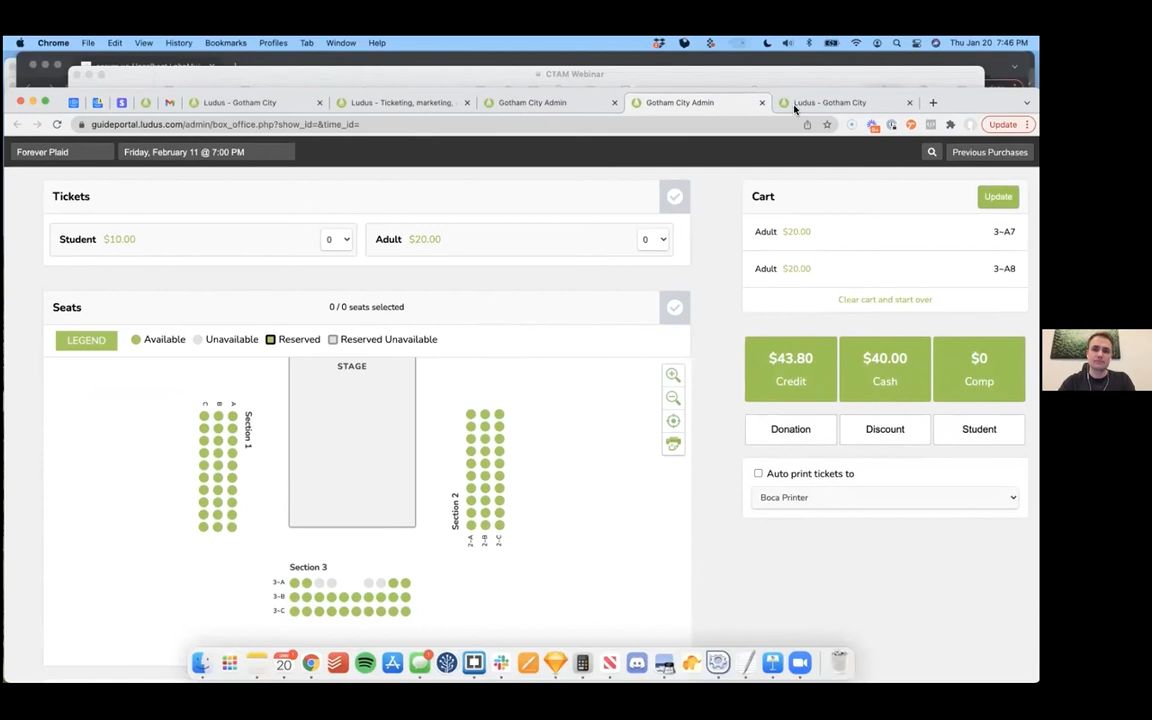 Chrome File Edit View History Bookmarks Profiles Tab Window Help Thu Jan 20 7:46 PM
CTAM Webinar
Ludus - Gotham City Ludus - Ticketing, marketing, Gotham City Admin Gotham City Admin Ludus - Gotham City
guideportal.ludus.com/admin/box_office.php?show_id=&time_id= Update
Forever Plaid Friday, February 11 @ 7:00 PM Previous Purchases
Tickets
Student $10.00 0 Adult $20.00 0
Seats 0 / 0 seats selected
LEGEND Available Unavailable Reserved Reserved Unavailable
STAGE
C B A
Section 1
Section 2
2-A 2-B 2-C
Section 3
3-A
3-B
3-C
Cart Update
Adult $20.00 3-A7
Adult $20.00 3-A8
Clear cart and start over
$43.80 $40.00 $0
Credit Cash Comp
Donation Discount Student
Auto print tickets to
Boca Printer
JAN
20